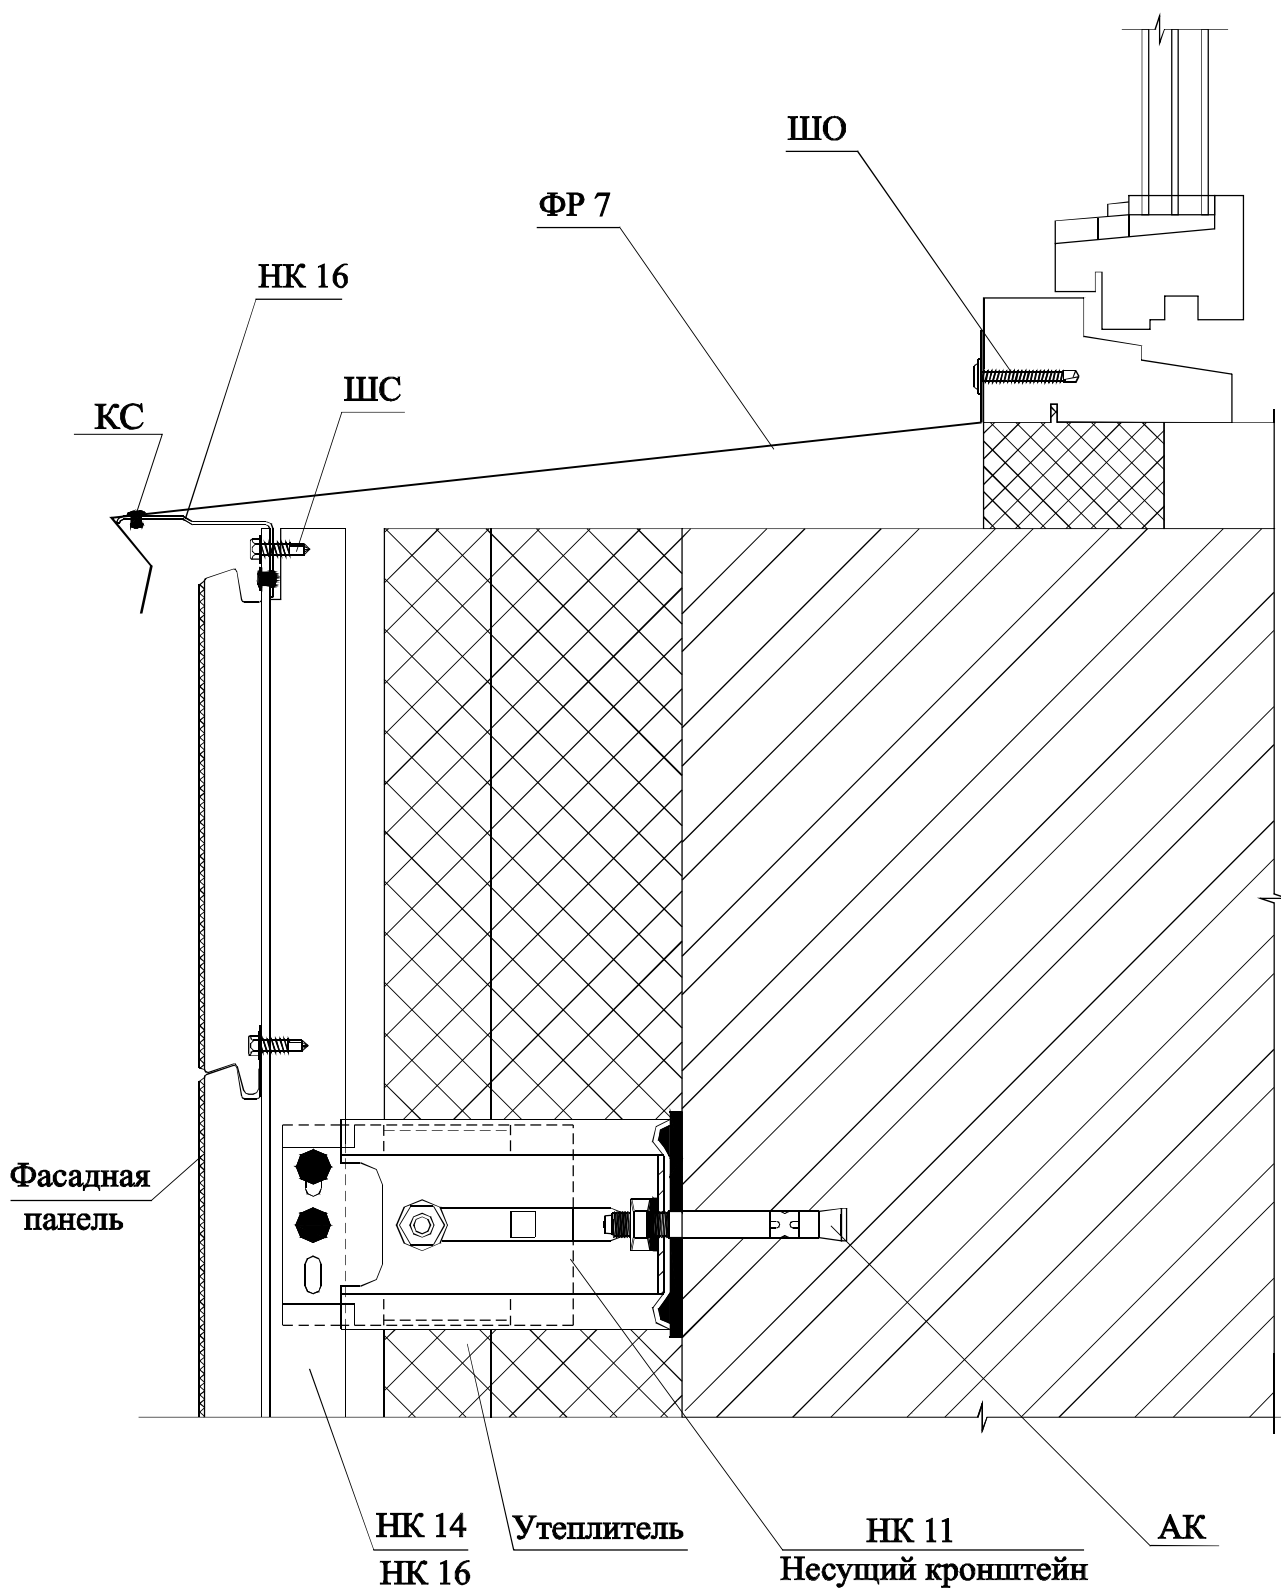 ШО
ФР 7
НК 16
ШС
КС
Фасадная
панель
НК 14
НК 16
Утеплитель
НК 11
Несущий кронштейн
АК